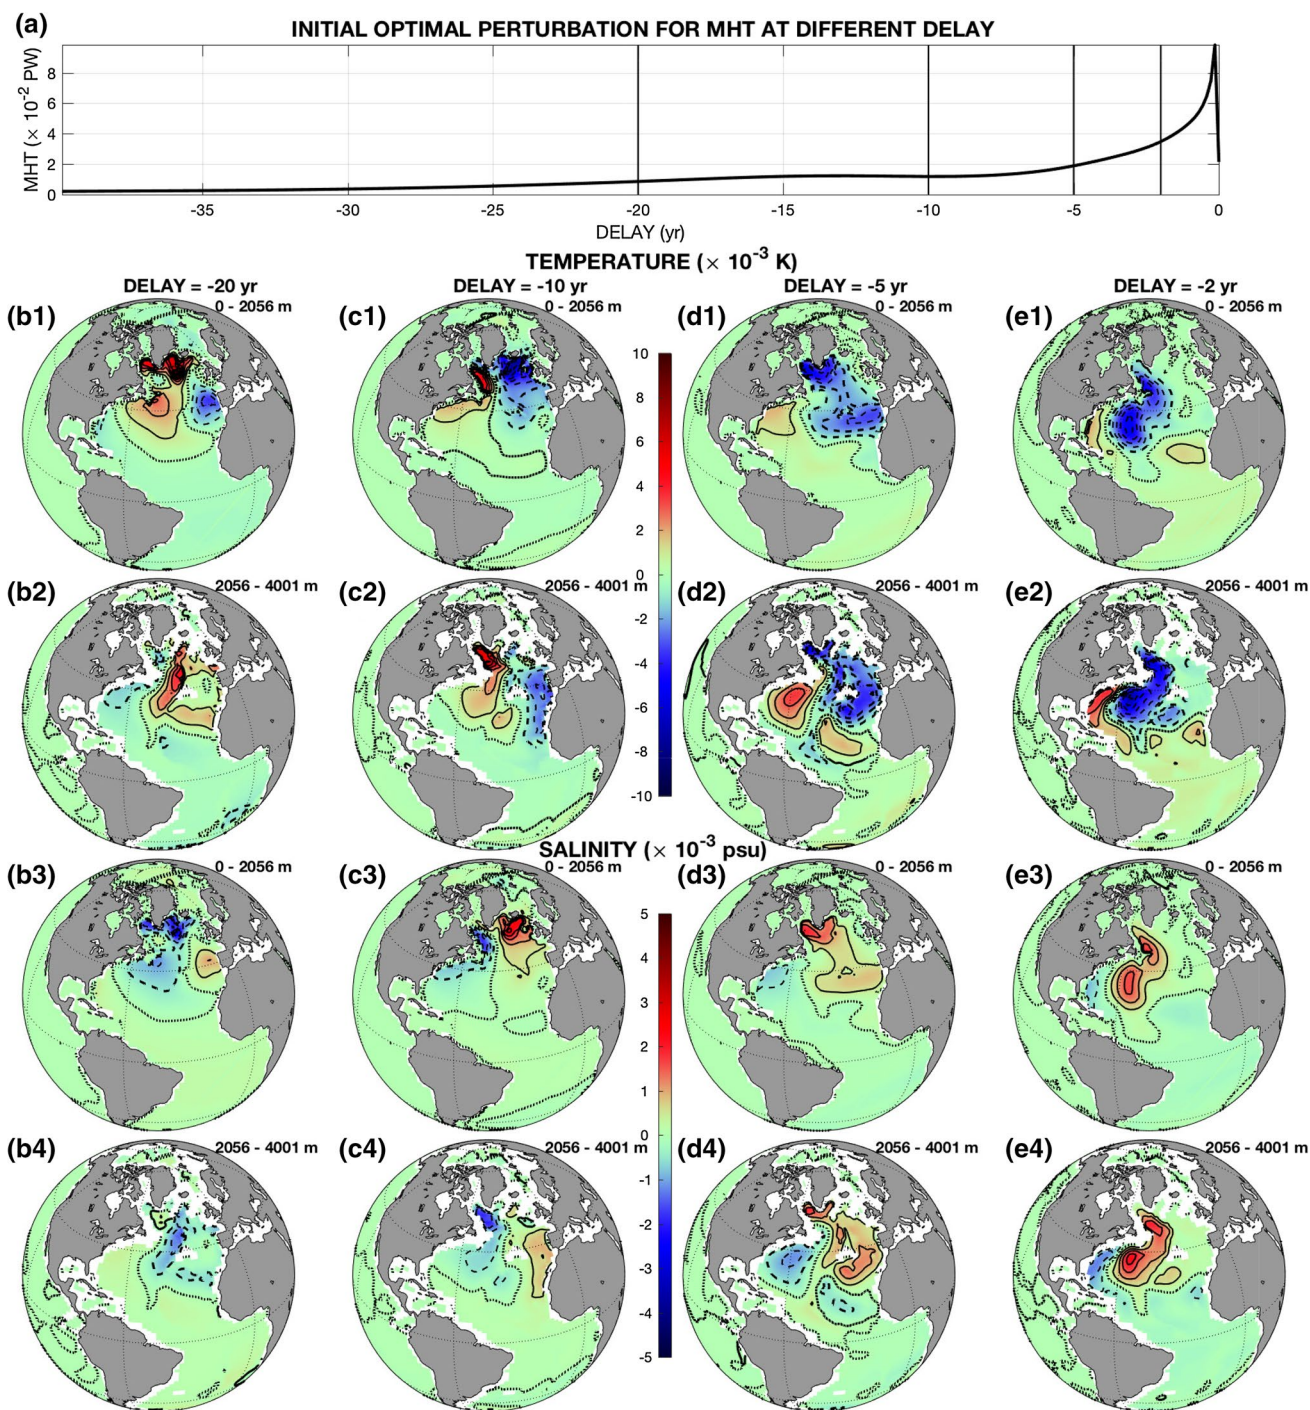 (a)
INITIAL OPTIMAL PERTURBATION FOR MHT AT DIFFERENT DELAY
MHT (× 10⁻² PW)
8
6
4
2
0
-35 -30 -25 -20 -15 -10 -5 0
DELAY (yr)
TEMPERATURE (× 10⁻³ K)
DELAY = -20 yr DELAY = -10 yr DELAY = -5 yr DELAY = -2 yr
(b1) 0 - 2056 m (c1) 0 - 2056 m (d1) 0 - 2056 m (e1) 0 - 2056 m
10
8
6
4
2
0
-2
-4
-6
-8
-10
(b2) 2056 - 4001 m (c2) 2056 - 4001 m (d2) 2056 - 4001 m (e2) 2056 - 4001 m
SALINITY (× 10⁻³ psu)
(b3) 0 - 2056 m (c3) 0 - 2056 m (d3) 0 - 2056 m (e3) 0 - 2056 m
5
4
3
2
1
0
-1
-2
-3
-4
-5
(b4) 2056 - 4001 m (c4) 2056 - 4001 m (d4) 2056 - 4001 m (e4) 2056 - 4001 m